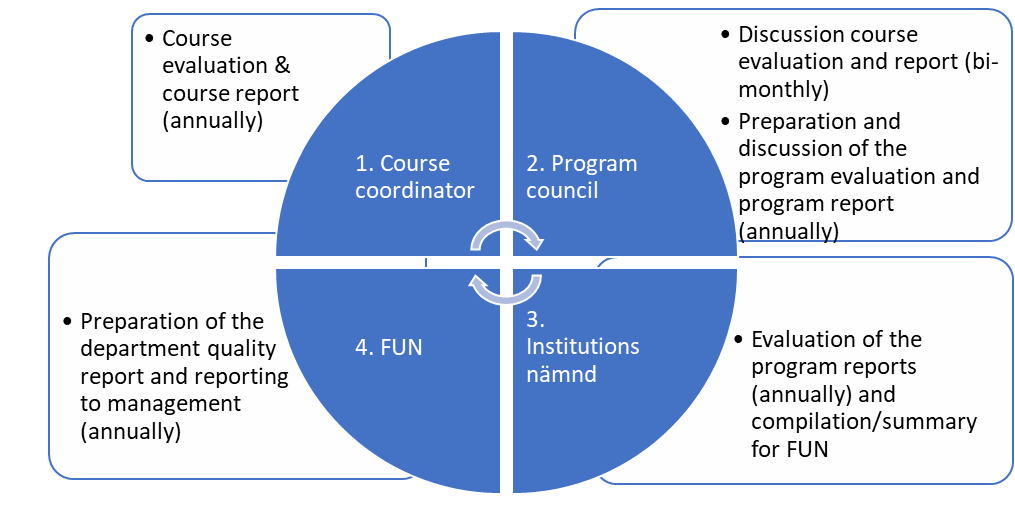 • Course
evaluation &
course report
(annually)
1. Course
coordinator
2. Program
council
• Discussion course
evaluation and report (bi-
monthly)
• Preparation and
discussion of the
program evaluation and
program report
(annually)
3.
Institutions
nämnd
• Evaluation of the
program reports
(annually) and
compilation/summary
for FUN
4. FUN
• Preparation of the
department quality
report and reporting
to management
(annually)